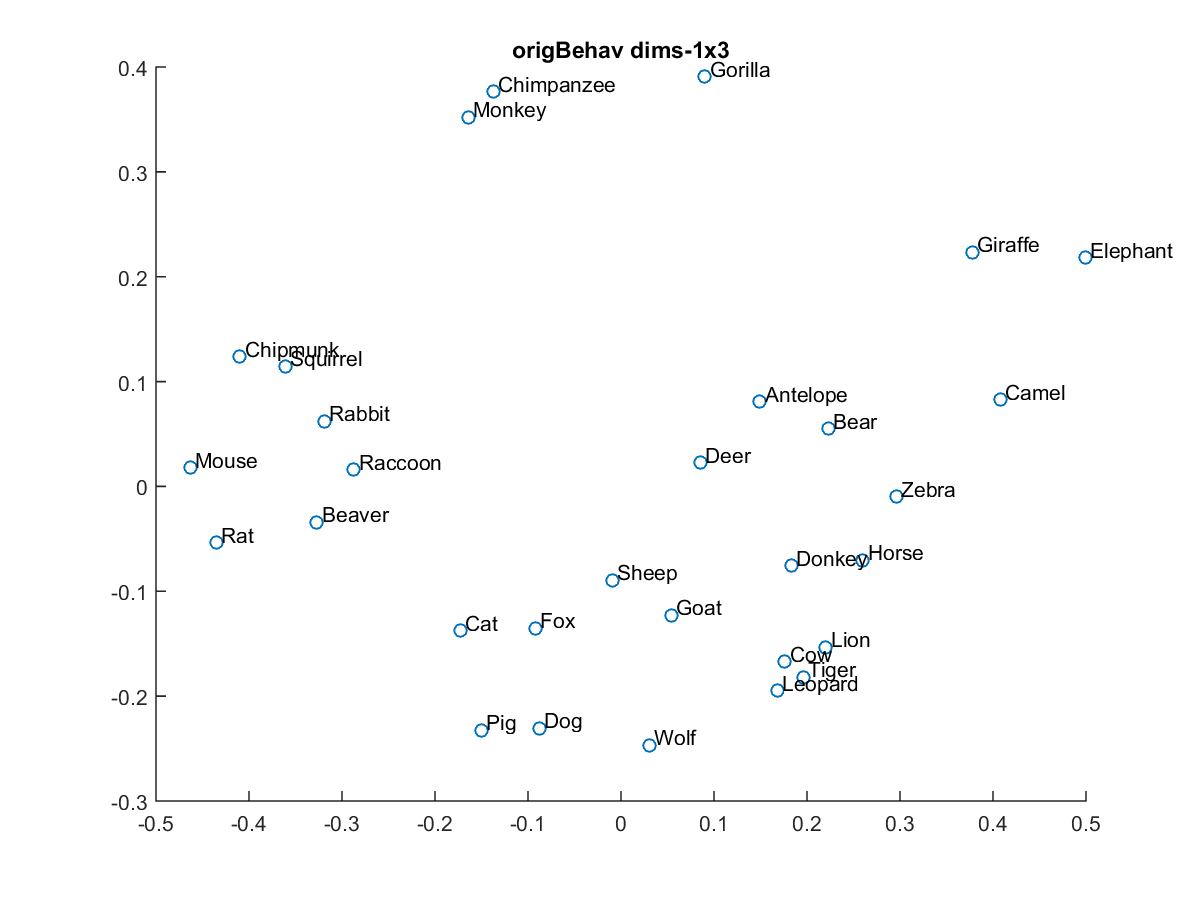 origBehav dims-1x3
0.4
0.3
0.2
0.1
0
-0.1
-0.2
-0.3
Gorilla
Chimpanzee
Monkey
Giraffe
Elephant
Chipmunk
Squirrel
Antelope
Camel
Rabbit
Bear
Deer
Mouse
Raccoon
Zebra
Beaver
Rat
Horse
Donkey
Sheep
Goat
Fox
Cat
Lion
Cow
Tiger
Leopard
Pig
Dog
Wolf
-0.5 -0.4 -0.3 -0.2 -0.1 0 0.1 0.2 0.3 0.4 0.5